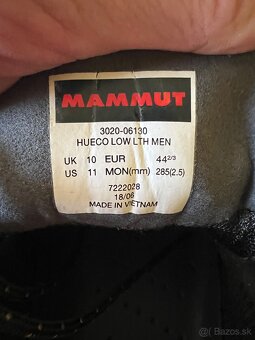 MAMMUT
3020-06130
HUECO LOW LTH MEN
UK 10 EUR 44 2/3
US 11 MON(mm) 285(2.5)
7222028
18/06
MADE IN VIETNAM
Bazos.sk